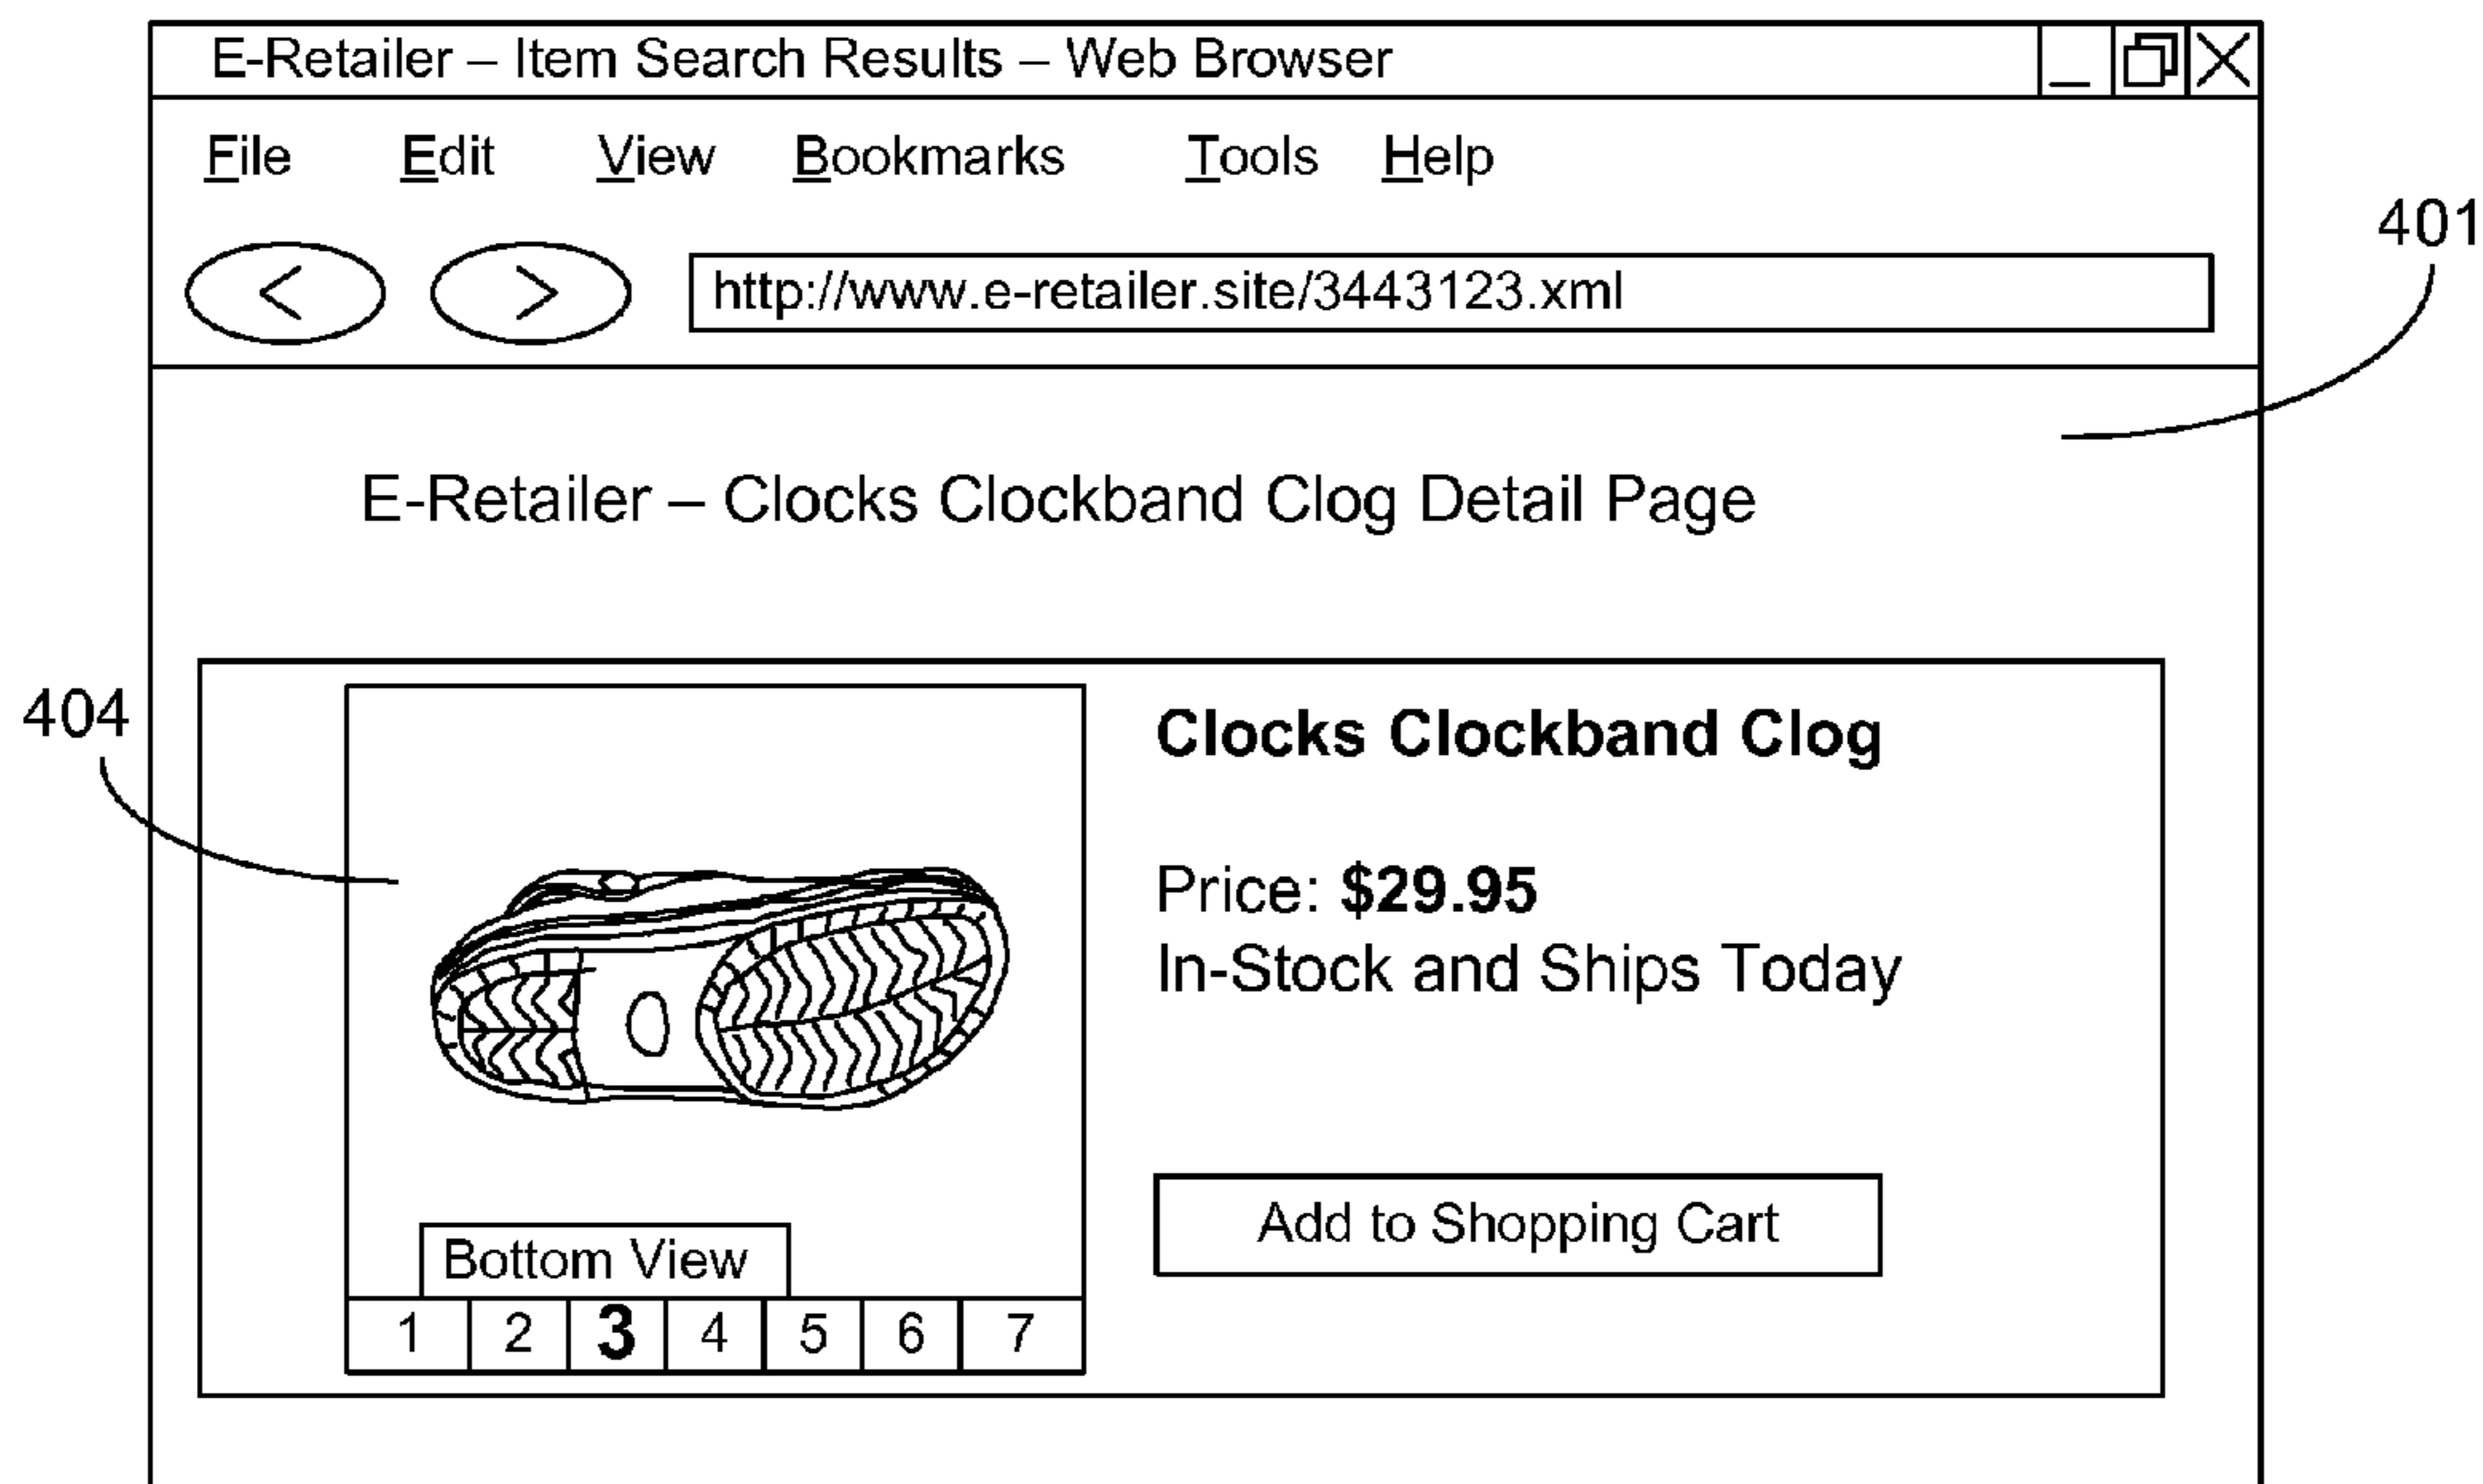 E-Retailer – Item Search Results – Web Browser
File Edit View Bookmarks Tools Help
401
< > http://www.e-retailer.site/3443123.xml
E-Retailer – Clocks Clockband Clog Detail Page
404
Clocks Clockband Clog
Price: $29.95
In-Stock and Ships Today
Add to Shopping Cart
Bottom View
1 2 3 4 5 6 7